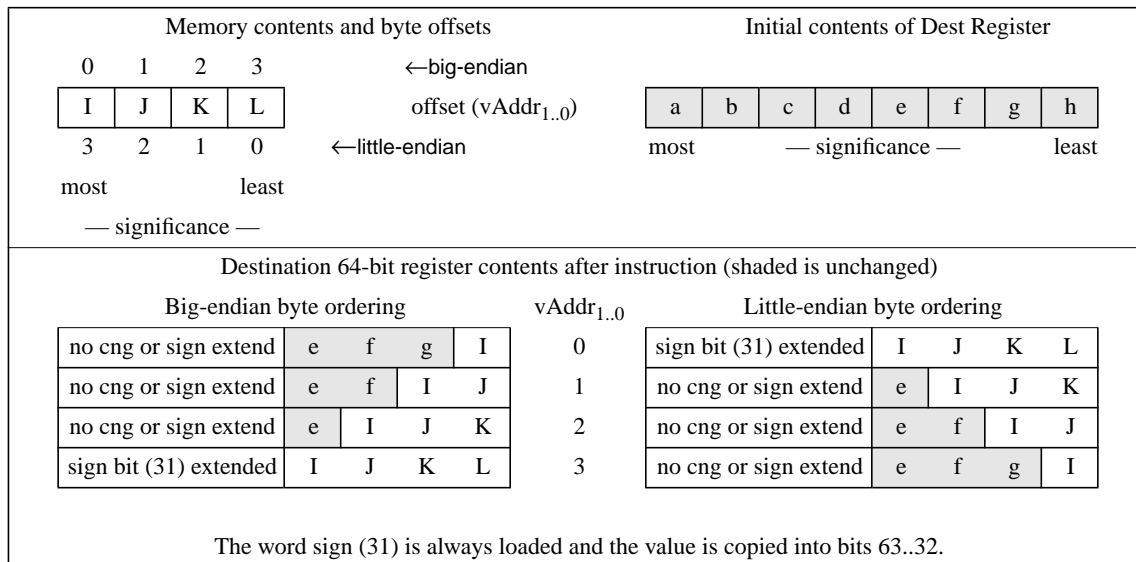 Memory contents and byte offsets
Initial contents of Dest Register
0 1 2 3 ←big-endian
I J K L offset (vAddr1..0)
a b c d e f g h
3 2 1 0 ←little-endian
most — significance — least
most least
— significance —
Destination 64-bit register contents after instruction (shaded is unchanged)
Big-endian byte ordering vAddr1..0 Little-endian byte ordering
no cng or sign extend e f g I 0 sign bit (31) extended I J K L
no cng or sign extend e f I J 1 no cng or sign extend e I J K
no cng or sign extend e I J K 2 no cng or sign extend e f I J
sign bit (31) extended I J K L 3 no cng or sign extend e f g I
The word sign (31) is always loaded and the value is copied into bits 63..32.